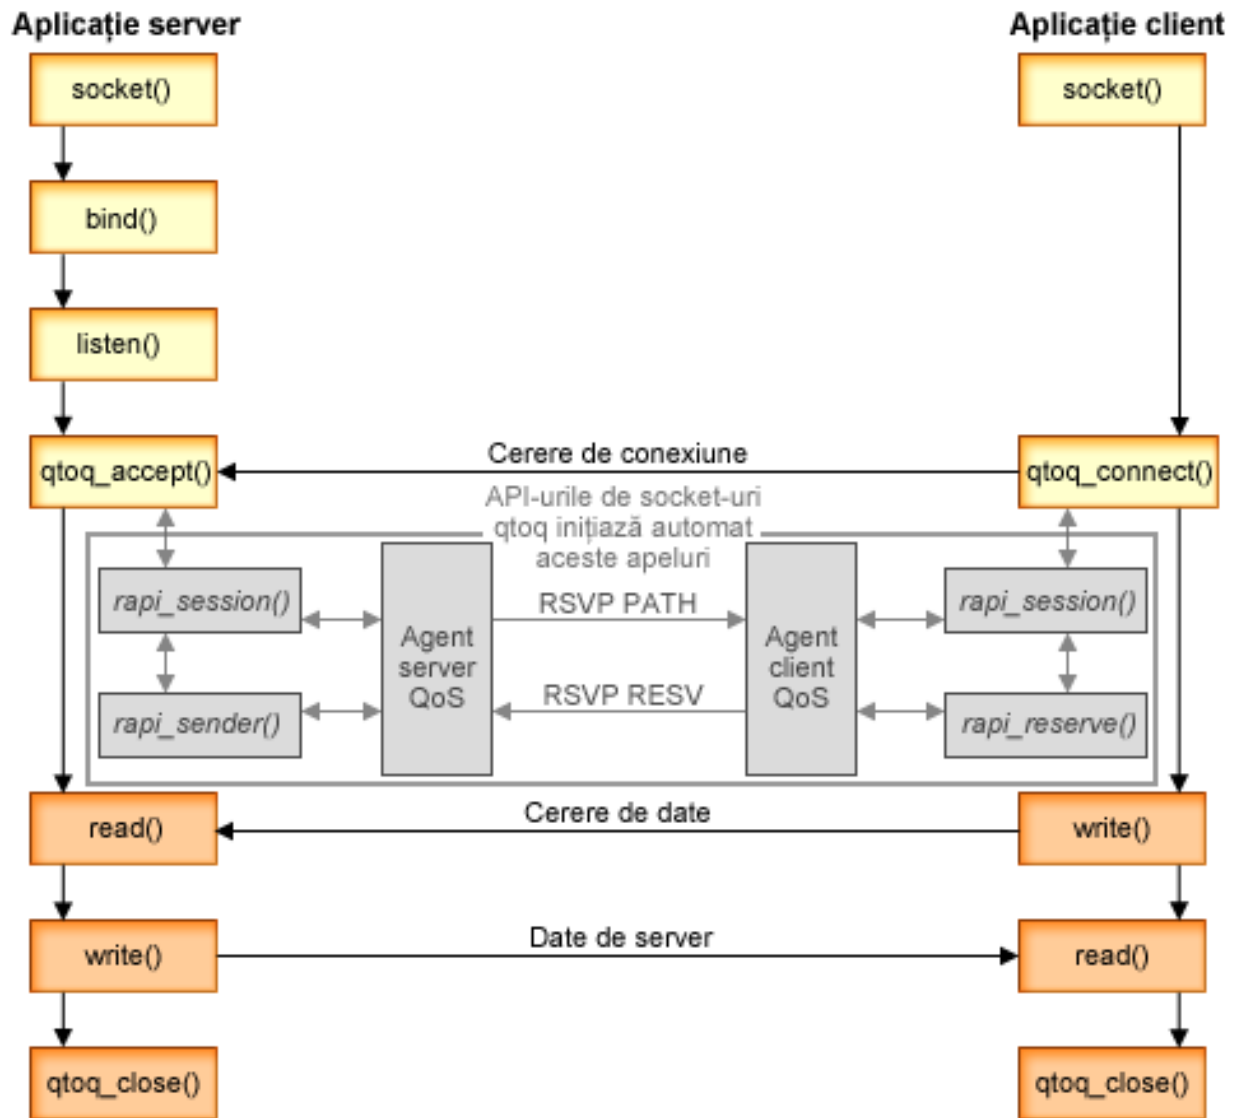 Aplicație server
Aplicație client
socket()
socket()
bind()
listen()
qtoq_accept()
Cerere de conexiune
qtoq_connect()
API-urile de socket-uri
qtoq inițiază automat
aceste apeluri
rapi_session()
RSVP PATH
rapi_session()
Agent
server
QoS
Agent
client
QoS
rapi_sender()
RSVP RESV
rapi_reserve()
read()
Cerere de date
write()
write()
Date de server
read()
qtoq_close()
qtoq_close()